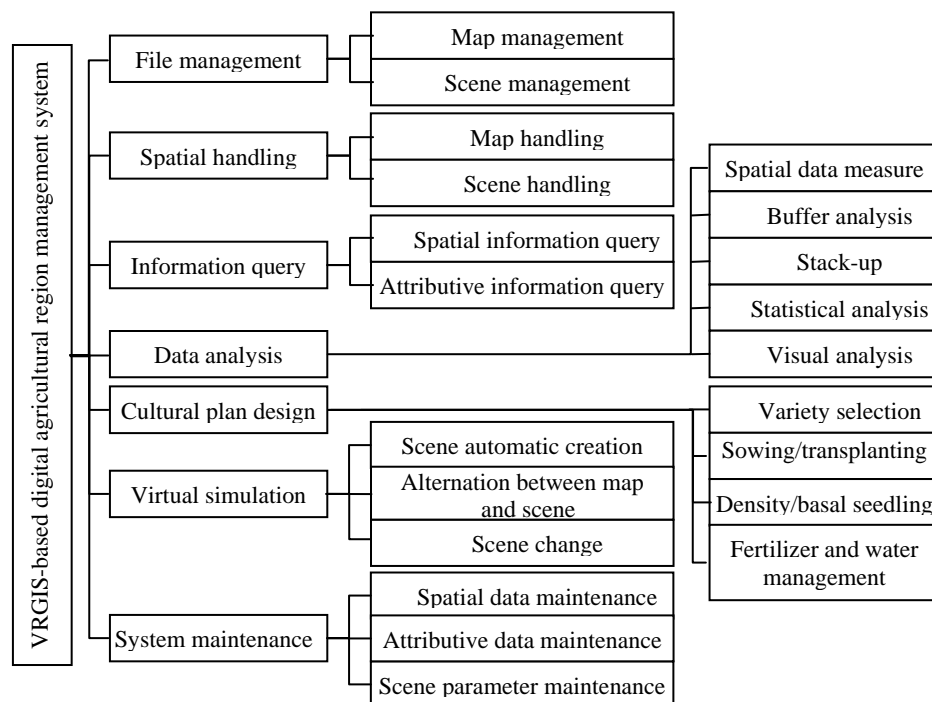 VRGIS-based digital agricultural region management system
File management
Map management
Scene management
Spatial handling
Map handling
Scene handling
Information query
Spatial information query
Attributive information query
Data analysis
Spatial data measure
Buffer analysis
Stack-up
Statistical analysis
Visual analysis
Cultural plan design
Variety selection
Sowing/transplanting
Density/basal seedling
Fertilizer and water
management
Virtual simulation
Scene automatic creation
Alternation between map
and scene
Scene change
System maintenance
Spatial data maintenance
Attributive data maintenance
Scene parameter maintenance